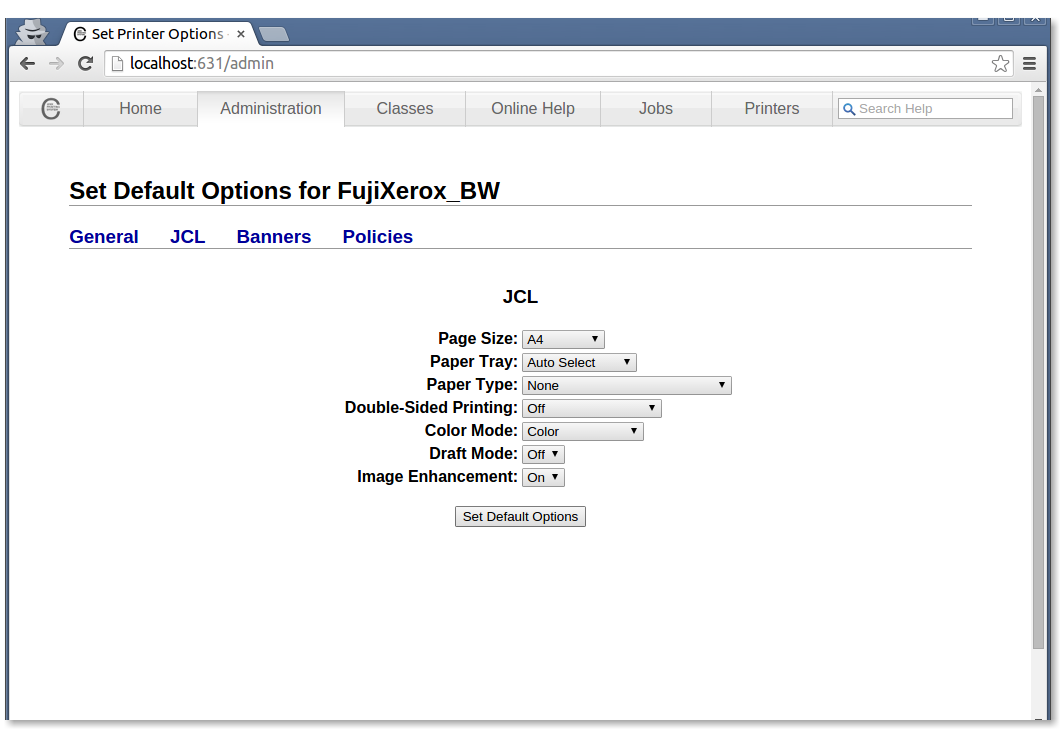 Set Printer Options
localhost:631/admin
Home Administration Classes Online Help Jobs Printers Search Help
Set Default Options for FujiXerox_BW
General JCL Banners Policies
JCL
Page Size: A4
Paper Tray: Auto Select
Paper Type: None
Double-Sided Printing: Off
Color Mode: Color
Draft Mode: Off
Image Enhancement: On
Set Default Options